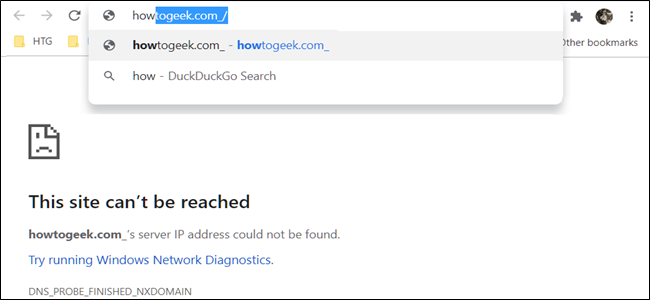 howtogeek.com_/
HTG
howtogeek.com_ - howtogeek.com_
Other bookmarks
how - DuckDuckGo Search
This site can't be reached
howtogeek.com_'s server IP address could not be found.
Try running Windows Network Diagnostics.
DNS_PROBE_FINISHED_NXDOMAIN